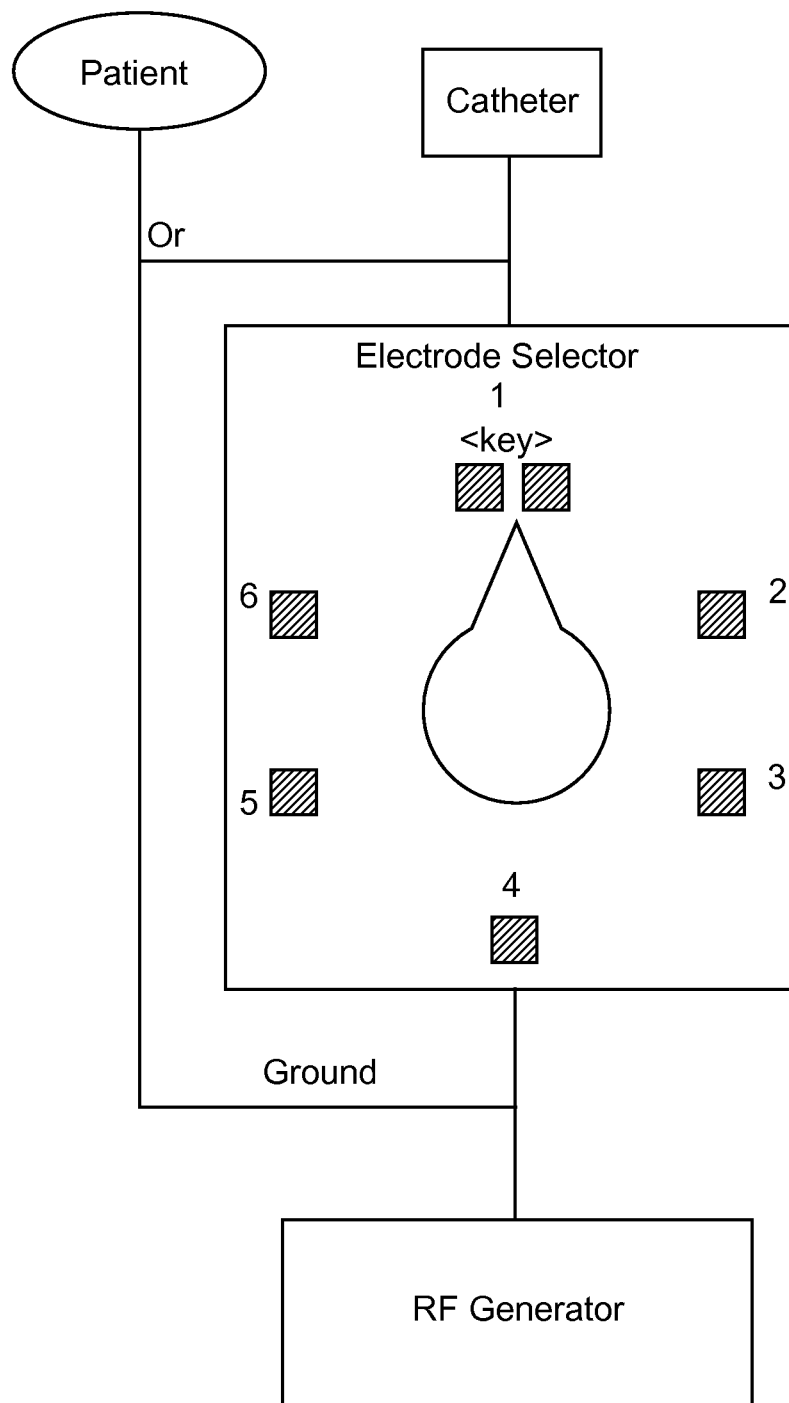 Patient
Catheter
Or
Electrode Selector
1
<key>
6
2
5
3
4
Ground
RF Generator